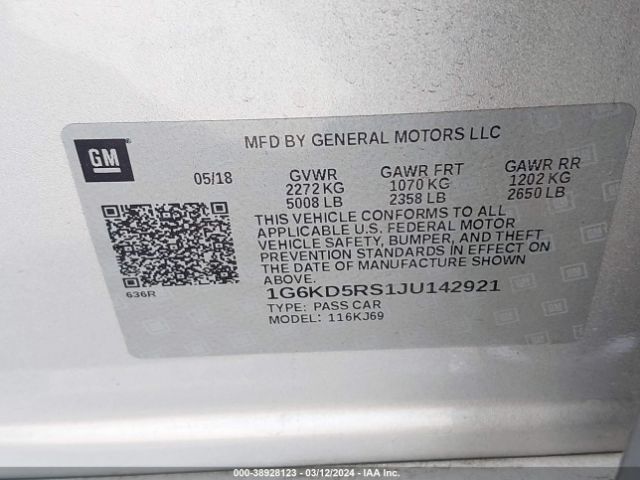 GM
MFD BY GENERAL MOTORS LLC
05/18
GVWR
2272 KG
5008 LB
GAWR FRT
1070 KG
2358 LB
GAWR RR
1202 KG
2650 LB
THIS VEHICLE CONFORMS TO ALL
APPLICABLE U.S. FEDERAL MOTOR
VEHICLE SAFETY, BUMPER, AND THEFT
PREVENTION STANDARDS IN EFFECT ON
THE DATE OF MANUFACTURE SHOWN
ABOVE.
636R
1G6KD5RS1JU142921
TYPE: PASS CAR
MODEL: 116KJ69
000-38928123 - 03/12/2024 - IAA Inc.